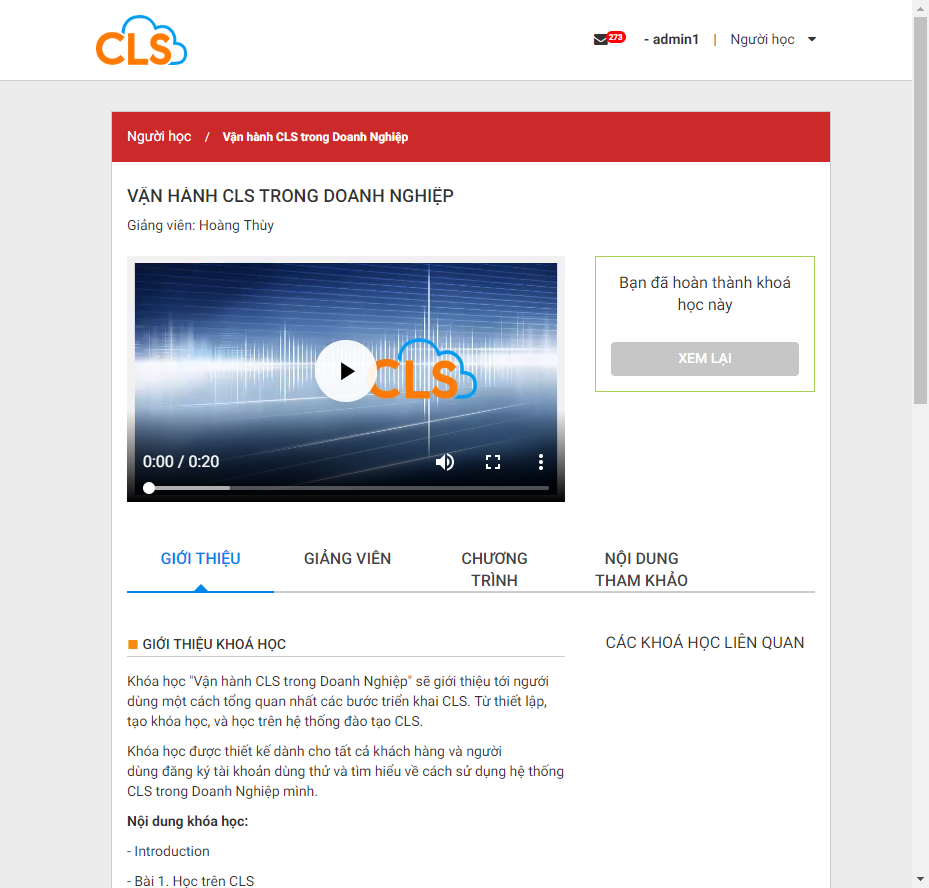 CLS
273
- admin1 | Người học
Người học / Vận hành CLS trong Doanh Nghiệp
VẬN HÀNH CLS TRONG DOANH NGHIỆP
Giảng viên: Hoàng Thùy
CLS
0:00 / 0:20
Bạn đã hoàn thành khoá
học này
XEM LẠI
GIỚI THIỆU
GIẢNG VIÊN
CHƯƠNG
TRÌNH
NỘI DUNG
THAM KHẢO
GIỚI THIỆU KHOÁ HỌC
Khóa học "Vận hành CLS trong Doanh Nghiệp" sẽ giới thiệu tới người
dùng một cách tổng quan nhất các bước triển khai CLS. Từ thiết lập,
tạo khóa học, và học trên hệ thống đào tạo CLS.
Khóa học được thiết kế dành cho tất cả khách hàng và người
dùng đăng ký tài khoản dùng thử và tìm hiểu về cách sử dụng hệ thống
CLS trong Doanh Nghiệp mình.
Nội dung khóa học:
- Introduction
- Bài 1. Học trên CLS
CÁC KHOÁ HỌC LIÊN QUAN